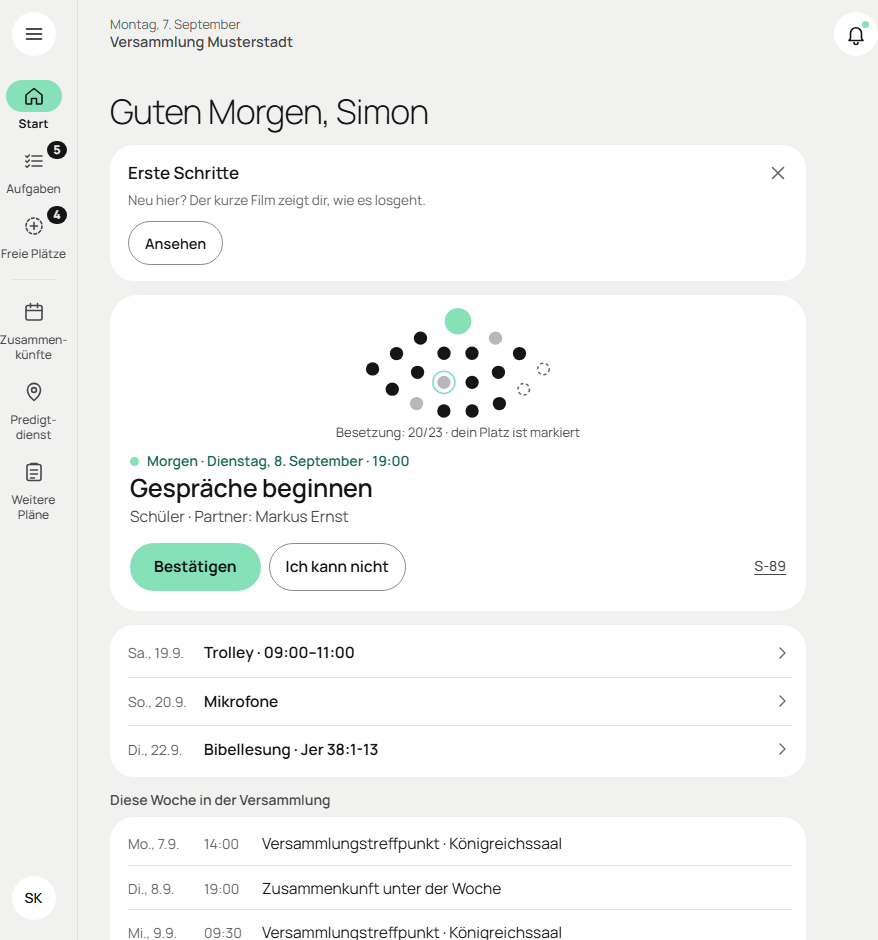 Montag, 7. September
Versammlung Musterstadt
Guten Morgen, Simon
Start
5
Aufgaben
4
Freie Plätze
Zusammen-
künfte
Predigt-
dienst
Weitere
Pläne
SK
Erste Schritte
Neu hier? Der kurze Film zeigt dir, wie es losgeht.
Ansehen
Besetzung: 20/23 · dein Platz ist markiert
Morgen · Dienstag, 8. September · 19:00
Gespräche beginnen
Schüler · Partner: Markus Ernst
Bestätigen
Ich kann nicht
S-89
Sa., 19.9. Trolley · 09:00–11:00
So., 20.9. Mikrofone
Di., 22.9. Bibellesung · Jer 38:1-13
Diese Woche in der Versammlung
Mo., 7.9. 14:00 Versammlungstreffpunkt · Königreichssaal
Di., 8.9. 19:00 Zusammenkunft unter der Woche
Mi., 9.9. 09:30 Versammlungstreffpunkt · Königreichssaal